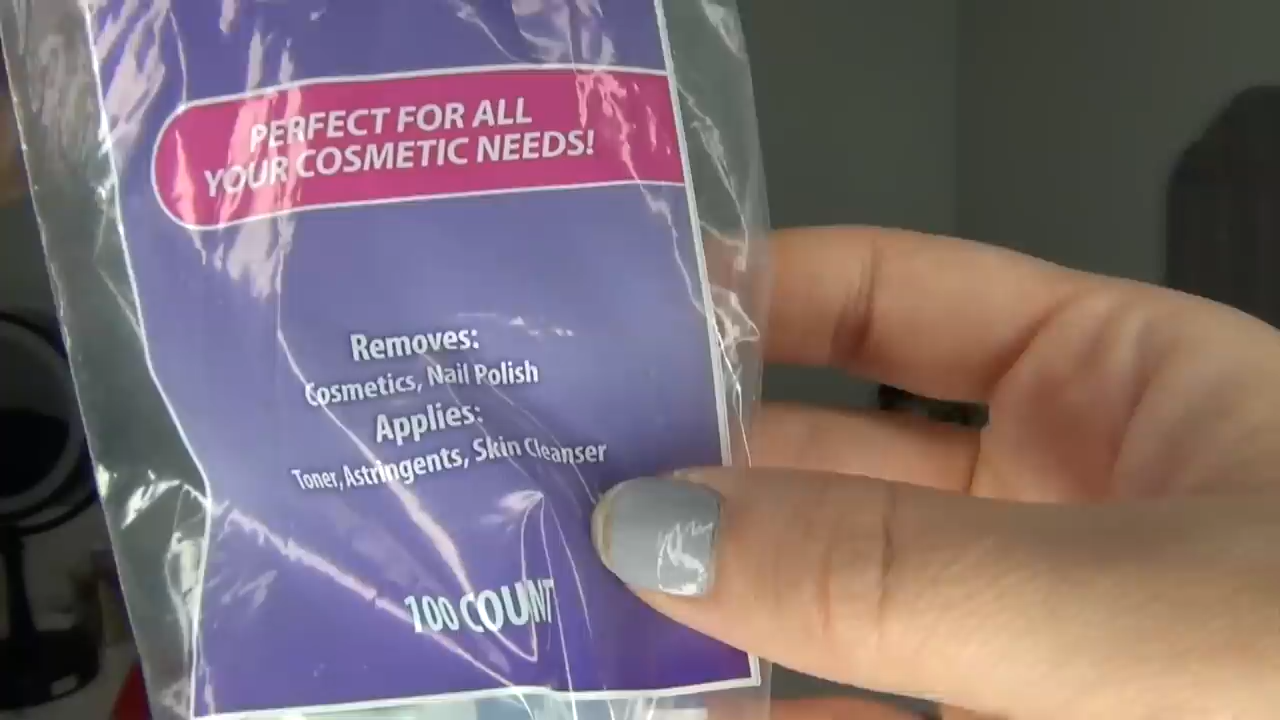 PERFECT FOR ALL
YOUR COSMETIC NEEDS!
Removes:
Cosmetics, Nail Polish
Applies:
Toner, Astringents, Skin Cleanser
100 COUNT